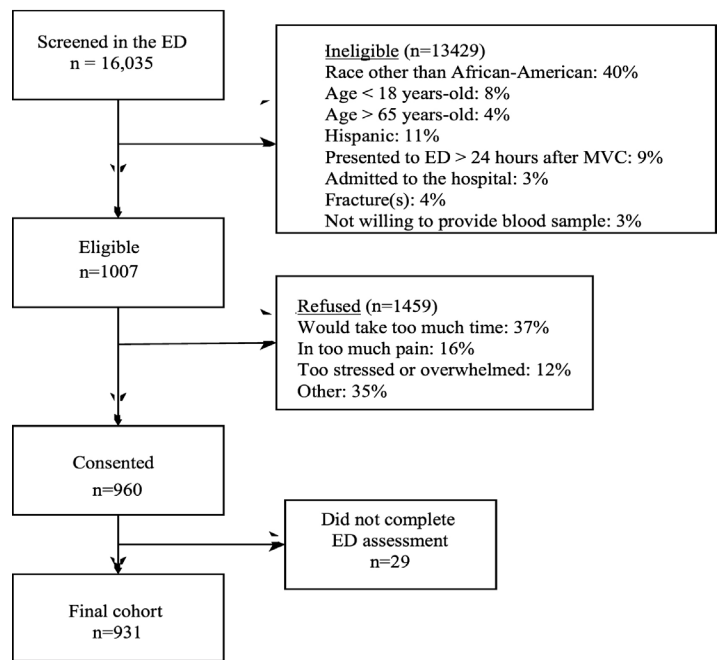 Screened in the ED
n = 16,035
Ineligible (n=13429)
Race other than African-American: 40%
Age < 18 years-old: 8%
Age > 65 years-old: 4%
Hispanic: 11%
Presented to ED > 24 hours after MVC: 9%
Admitted to the hospital: 3%
Fracture(s): 4%
Not willing to provide blood sample: 3%
Eligible
n=1007
Refused (n=1459)
Would take too much time: 37%
In too much pain: 16%
Too stressed or overwhelmed: 12%
Other: 35%
Consented
n=960
Did not complete
ED assessment
n=29
Final cohort
n=931